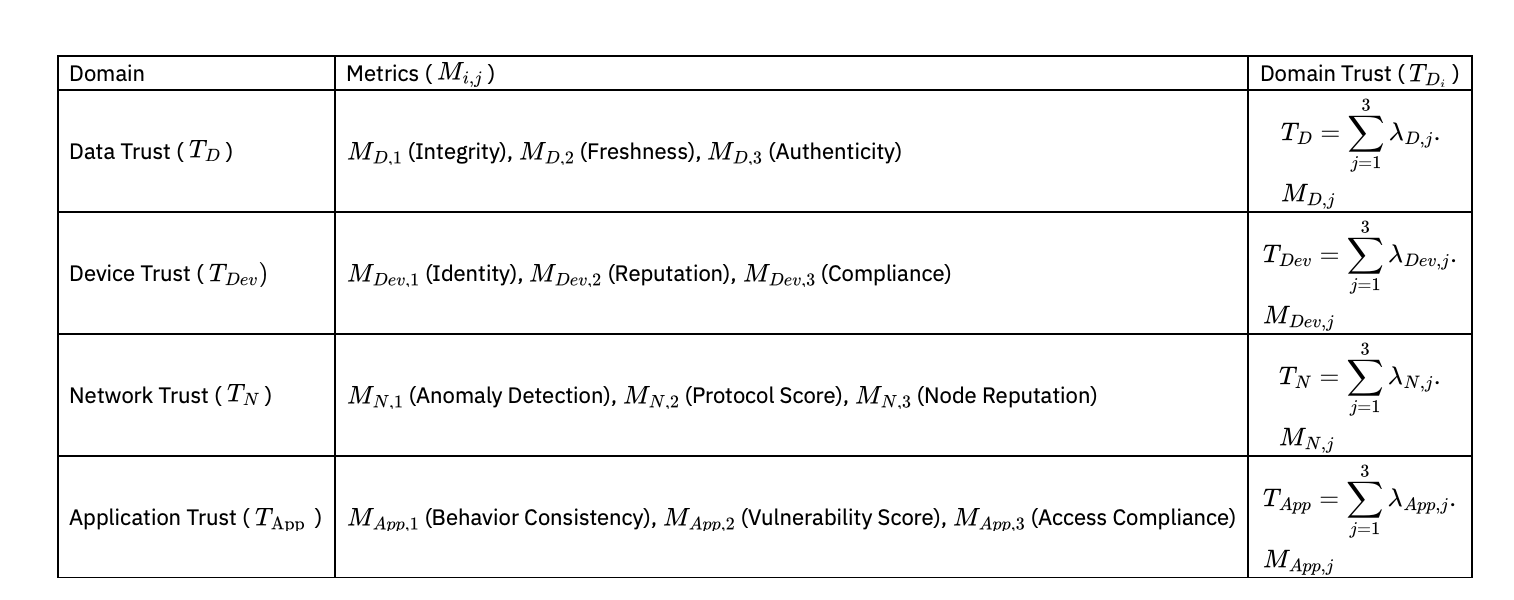 Domain Metrics ( $M_{i,j}$ ) Domain Trust ( $T_{D_i}$ )
Data Trust ( $T_D$ ) $M_{D,1}$ (Integrity), $M_{D,2}$ (Freshness), $M_{D,3}$ (Authenticity) $T_D = \sum_{j=1}^{3} \lambda_{D,j}.$
$M_{D,j}$
Device Trust ( $T_{Dev}$) $M_{Dev,1}$ (Identity), $M_{Dev,2}$ (Reputation), $M_{Dev,3}$ (Compliance) $T_{Dev} = \sum_{j=1}^{3} \lambda_{Dev,j}.$
$M_{Dev,j}$
Network Trust ( $T_N$ ) $M_{N,1}$ (Anomaly Detection), $M_{N,2}$ (Protocol Score), $M_{N,3}$ (Node Reputation) $T_N = \sum_{j=1}^{3} \lambda_{N,j}.$
$M_{N,j}$
Application Trust ( $T_{\text{App}}$ ) $M_{App,1}$ (Behavior Consistency), $M_{App,2}$ (Vulnerability Score), $M_{App,3}$ (Access Compliance) $T_{App} = \sum_{j=1}^{3} \lambda_{App,j}.$
$M_{App,j}$